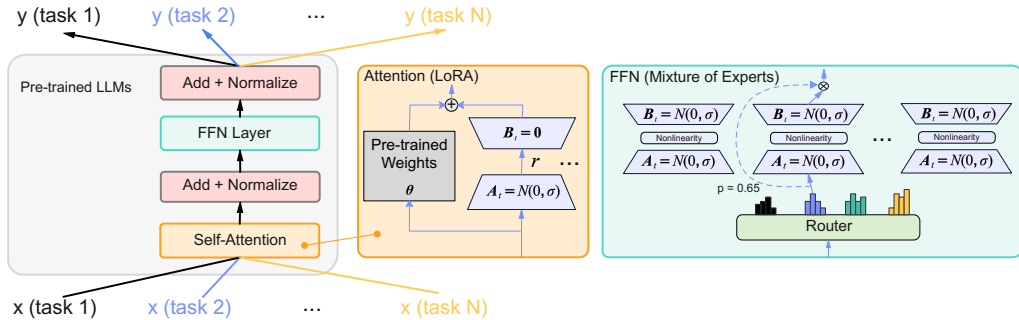 y (task 1)
y (task 2)
...
y (task N)
Pre-trained LLMs
Add + Normalize
FFN Layer
Add + Normalize
Self-Attention
x (task 1)
x (task 2)
...
x (task N)
Attention (LoRA)
Pre-trained
Weights
θ
B_t = 0
r
...
A_t = N(0, σ)
FFN (Mixture of Experts)
B_t = N(0, σ)
Nonlinearity
A_t = N(0, σ)
B_t = N(0, σ)
Nonlinearity
A_t = N(0, σ)
...
B_t = N(0, σ)
Nonlinearity
A_t = N(0, σ)
p = 0.65
Router